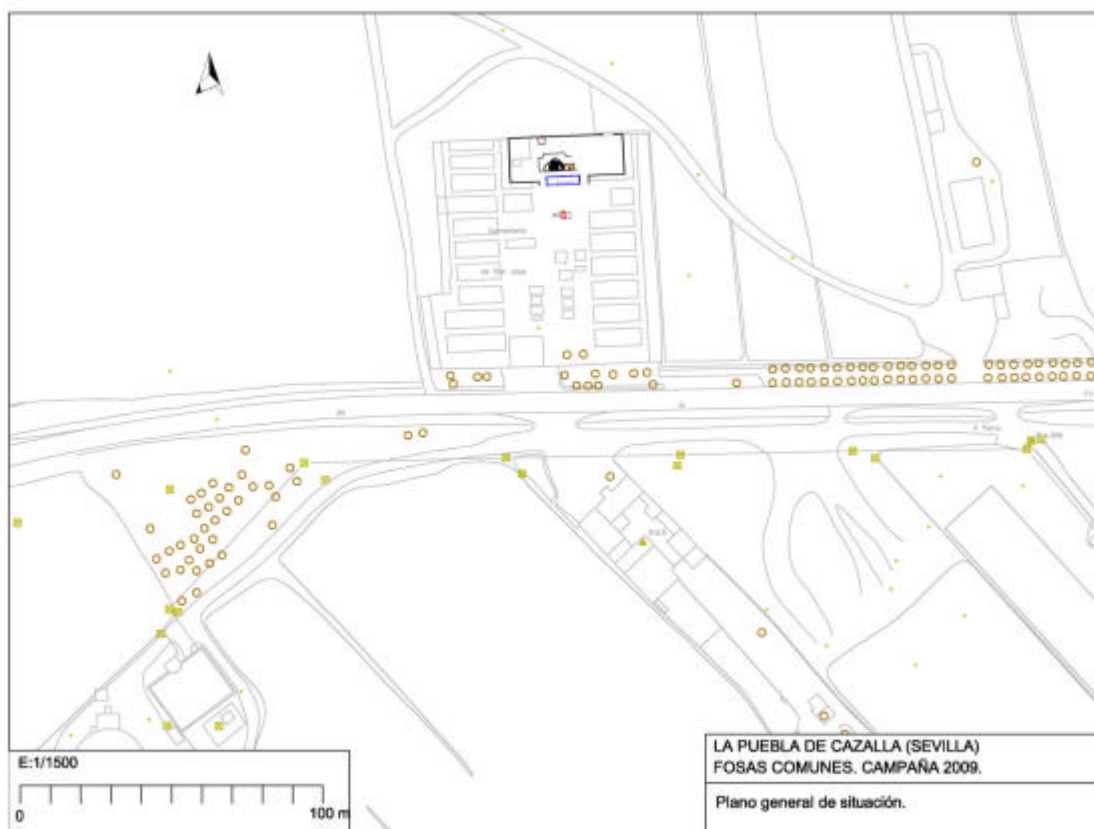 E:1/1500
0
100 m
LA PUEBLA DE CAZALLA (SEVILLA)
FOSAS COMUNES. CAMPAÑA 2009.
Plano general de situación.